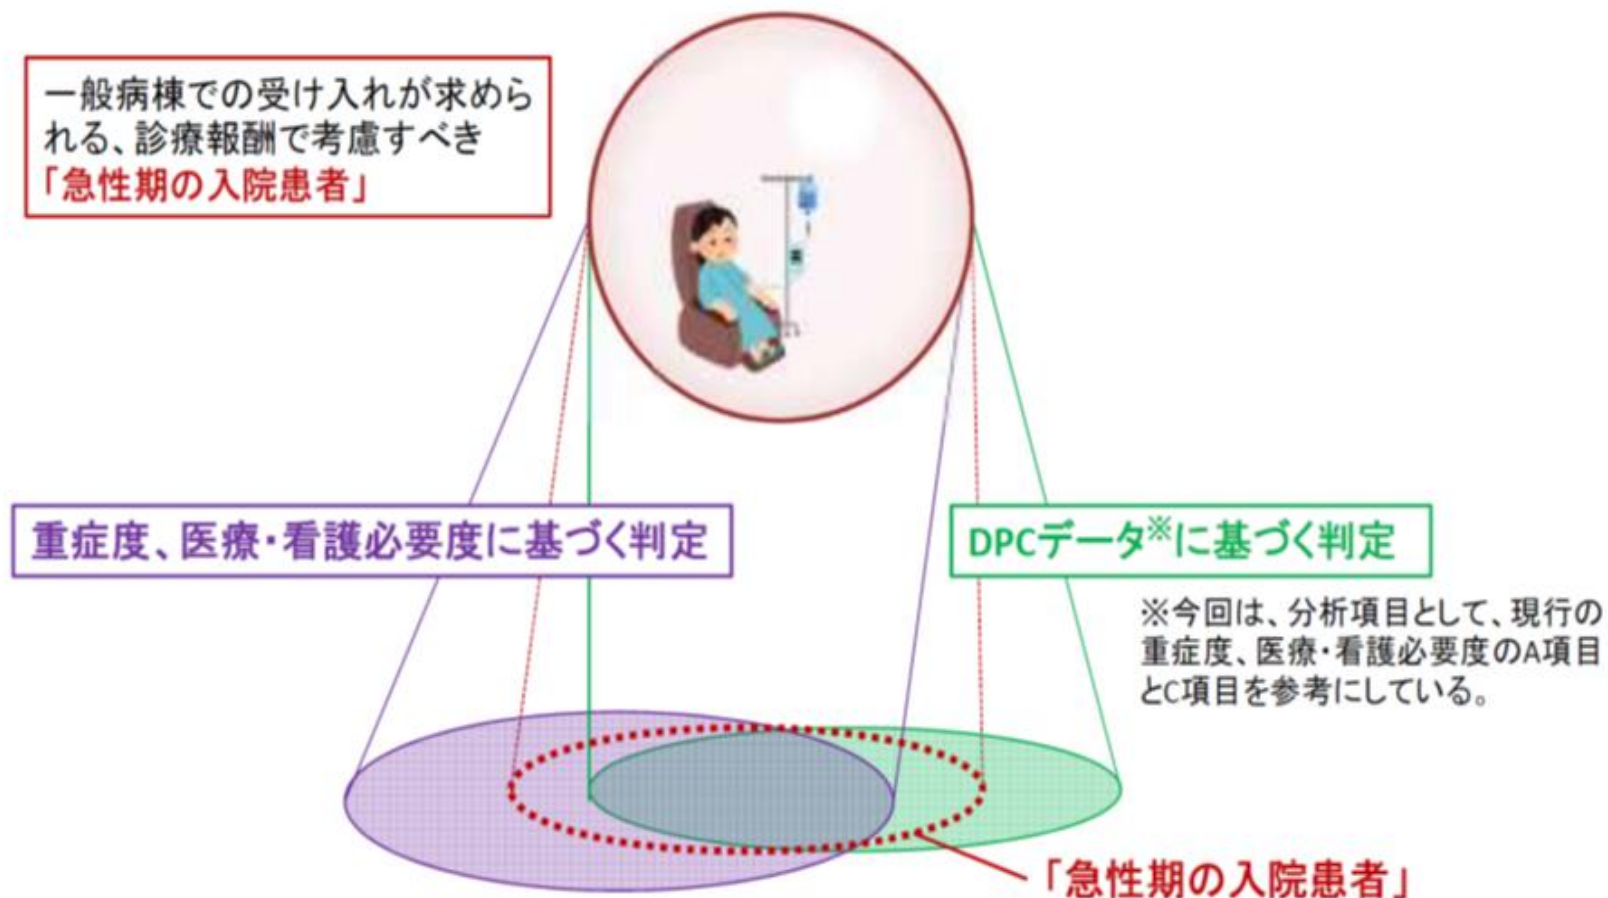 一般病棟での受け入れが求めら
れる、診療報酬で考慮すべき
「急性期の入院患者」
重症度、医療・看護必要度に基づく判定
DPCデータ※に基づく判定
※今回は、分析項目として、現行の
重症度、医療・看護必要度のA項目
とC項目を参考にしている。
「急性期の入院患者」